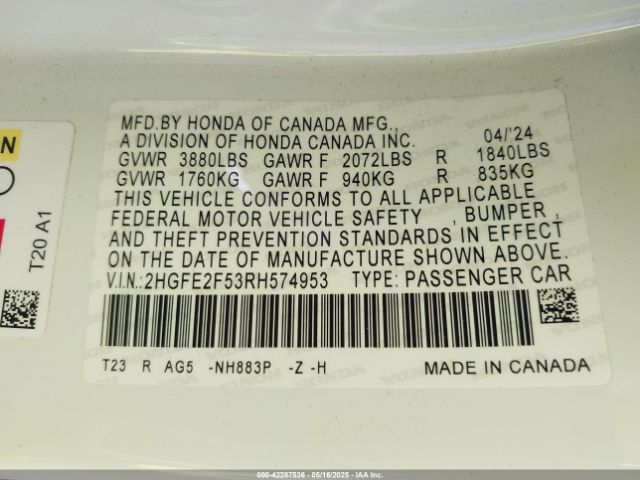 MFD.BY HONDA OF CANADA MFG.,
A DIVISION OF HONDA CANADA INC. 04/'24
GVWR 3880LBS GAWR F 2072LBS R 1840LBS
GVWR 1760KG GAWR F 940KG R 835KG
THIS VEHICLE CONFORMS TO ALL APPLICABLE
FEDERAL MOTOR VEHICLE SAFETY , BUMPER ,
AND THEFT PREVENTION STANDARDS IN EFFECT
ON THE DATE OF MANUFACTURE SHOWN ABOVE.
V.I.N.:2HGFE2F53RH574953 TYPE: PASSENGER CAR
T23 R AG5 -NH883P -Z -H MADE IN CANADA
T20 A1
000-42287536 - 05/16/2025 - IAA Inc.